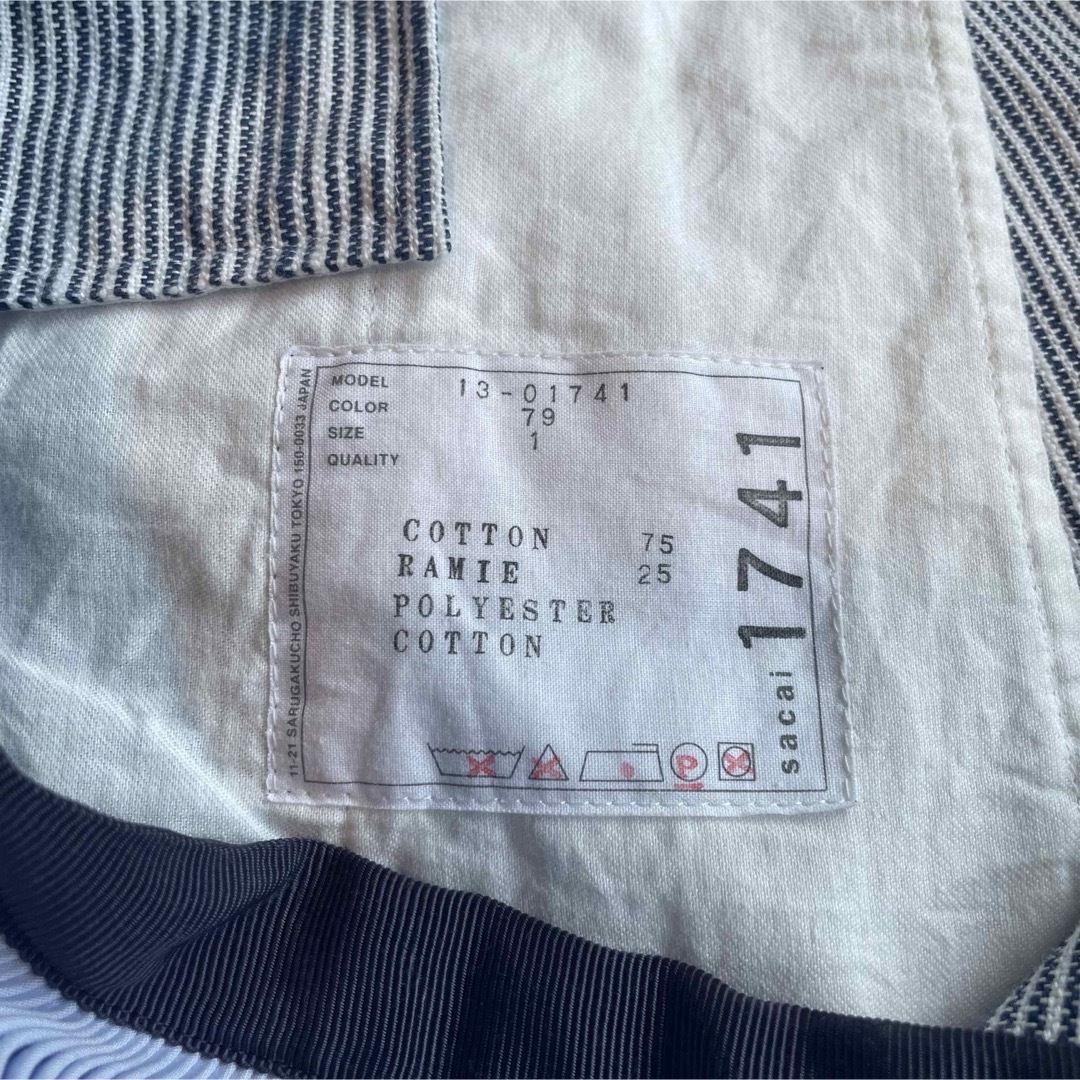 MODEL 13-01741
COLOR 79
SIZE 1
QUALITY
COTTON 75
RAMIE 25
POLYESTER
COTTON
P
sacai 1741
11-21 SARUGAKUCHO SHIBUYAKU TOKYO 150-0033 JAPAN